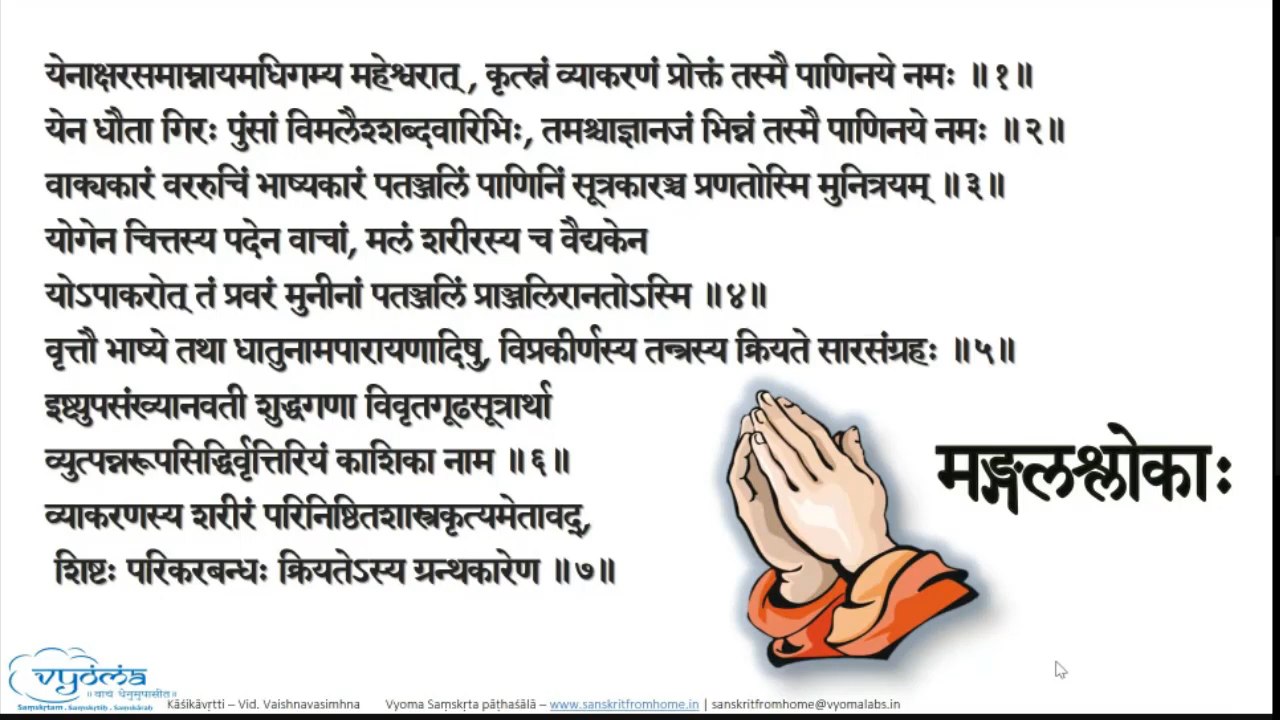 येनाक्षरसमाम्नायमधिगम्य महेश्वरात् , कृत्स्नं व्याकरणं प्रोक्तं तस्मै पाणिनये नमः ॥१॥
येन धौता गिरः पुंसां विमलैश्शब्दवारिभिः, तमश्चाज्ञानजं भिन्नं तस्मै पाणिनये नमः ॥२॥
वाक्यकारं वररुचिं भाष्यकारं पतञ्जलिं पाणिनिं सूत्रकारञ्च प्रणतोस्मि मुनित्रयम् ॥३॥
योगेन चित्तस्य पदेन वाचां, मलं शरीरस्य च वैद्यकेन
योऽपाकरोत् तं प्रवरं मुनीनां पतञ्जलिं प्राञ्जलिरानतोऽस्मि ॥४॥
वृत्तौ भाष्ये तथा धातुनामपारायणादिषु, विप्रकीर्णस्य तन्त्रस्य क्रियते सारसंग्रहः ॥५॥
इष्ट्युपसंख्यानवती शुद्धगणा विवृतगूढसूत्रार्था
व्युत्पन्नरूपसिद्धिर्वृत्तिरियं काशिका नाम ॥६॥
व्याकरणस्य शरीरं परिनिष्ठितशास्त्रकृत्यमेतावद्,
शिष्टः परिकरबन्धः क्रियतेऽस्य ग्रन्थकारेण ॥७॥
मङ्गलश्लोकाः
vyoma
॥ वाचं धेनुमुपासीत ॥
Saṃskṛtam . Saṃskṛtiḥ . Saṃskāraḥ
Kāśikāvṛtti – Vid. Vaishnavasimhna Vyoma Saṃskṛta pāṭhaśālā – www.sanskritfromhome.in | sanskritfromhome@vyomalabs.in